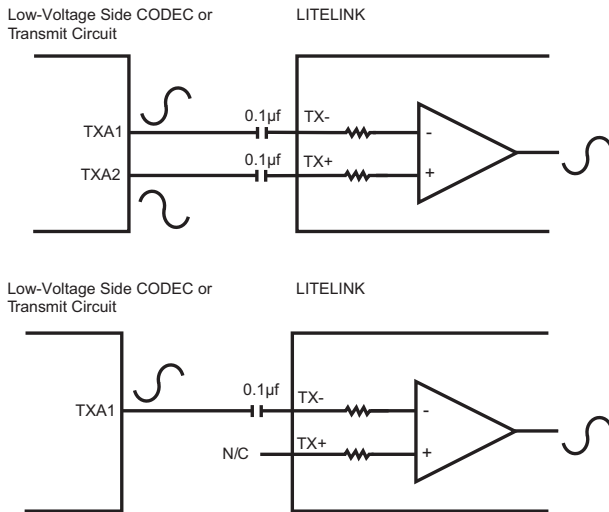 Low-Voltage Side CODEC or
Transmit Circuit
LITELINK
0.1µf
TX-
TXA1
-
0.1µf
TX+
TXA2
+
Low-Voltage Side CODEC or
Transmit Circuit
LITELINK
0.1µf
TX-
TXA1
-
N/C
TX+
+